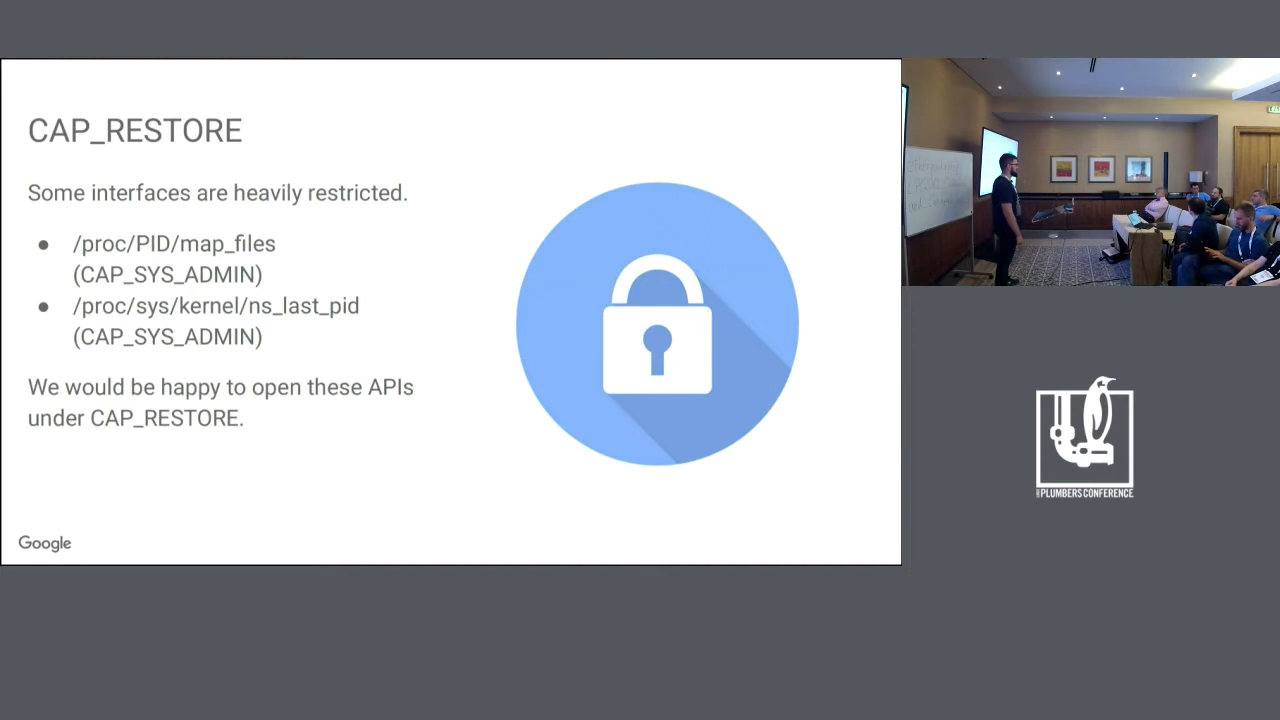 CAP_RESTORE
Some interfaces are heavily restricted.
● /proc/PID/map_files
(CAP_SYS_ADMIN)
● /proc/sys/kernel/ns_last_pid
(CAP_SYS_ADMIN)
We would be happy to open these APIs
under CAP_RESTORE.
Google
PLUMBERS CONFERENCE